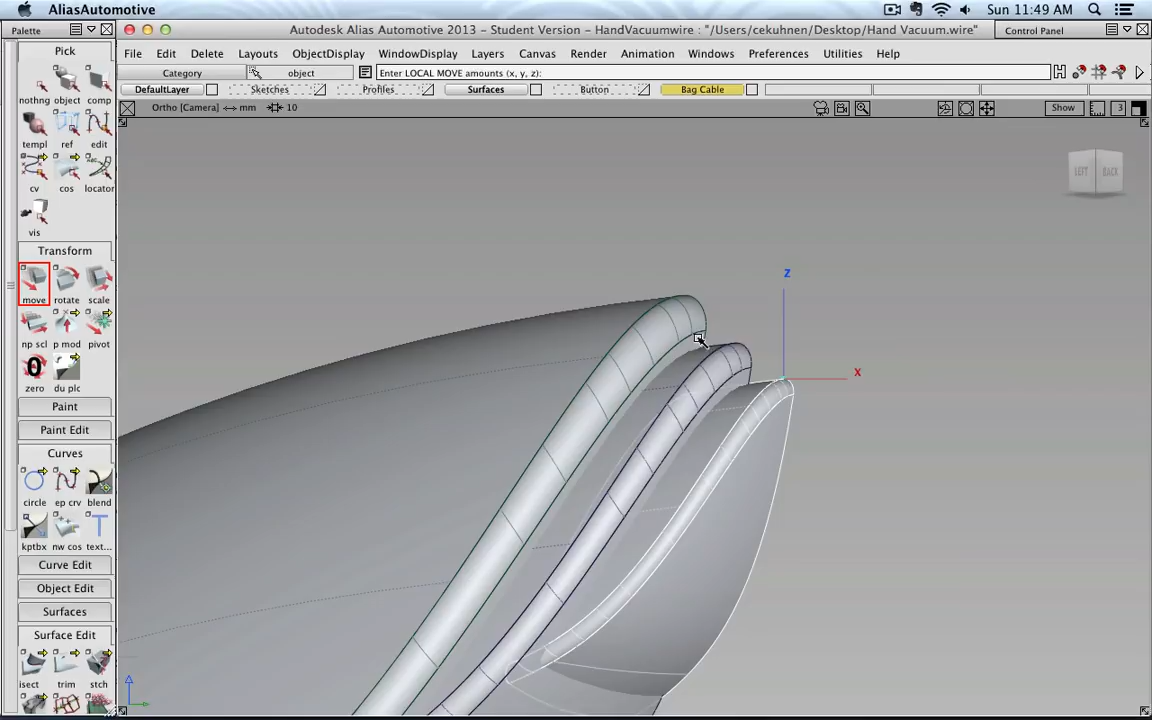 AliasAutomotive
Sun 11:49 AM
Palette
Autodesk Alias Automotive 2013 - Student Version - HandVacuumwire : "/Users/cekuhnen/Desktop/Hand Vacuum.wire"
Control Panel
File Edit Delete Layouts ObjectDisplay WindowDisplay Layers Canvas Render Animation Windows Preferences Utilities Help
Category object Enter LOCAL MOVE amounts (x, y, z):
DefaultLayer Sketches Profiles Surfaces Button Bag Cable
Ortho [Camera] mm 10
Show
3
Pick
nothng object comp
templ ref edit
cv cos locator
vis
Transform
move rotate scale
np scl p mod pivot
0
zero du plc
Paint
Paint Edit
Curves
circle ep crv blend
T
kptbx nw cos text...
Curve Edit
Object Edit
Surfaces
Surface Edit
isect trim stch
LEFT BACK
Z
X